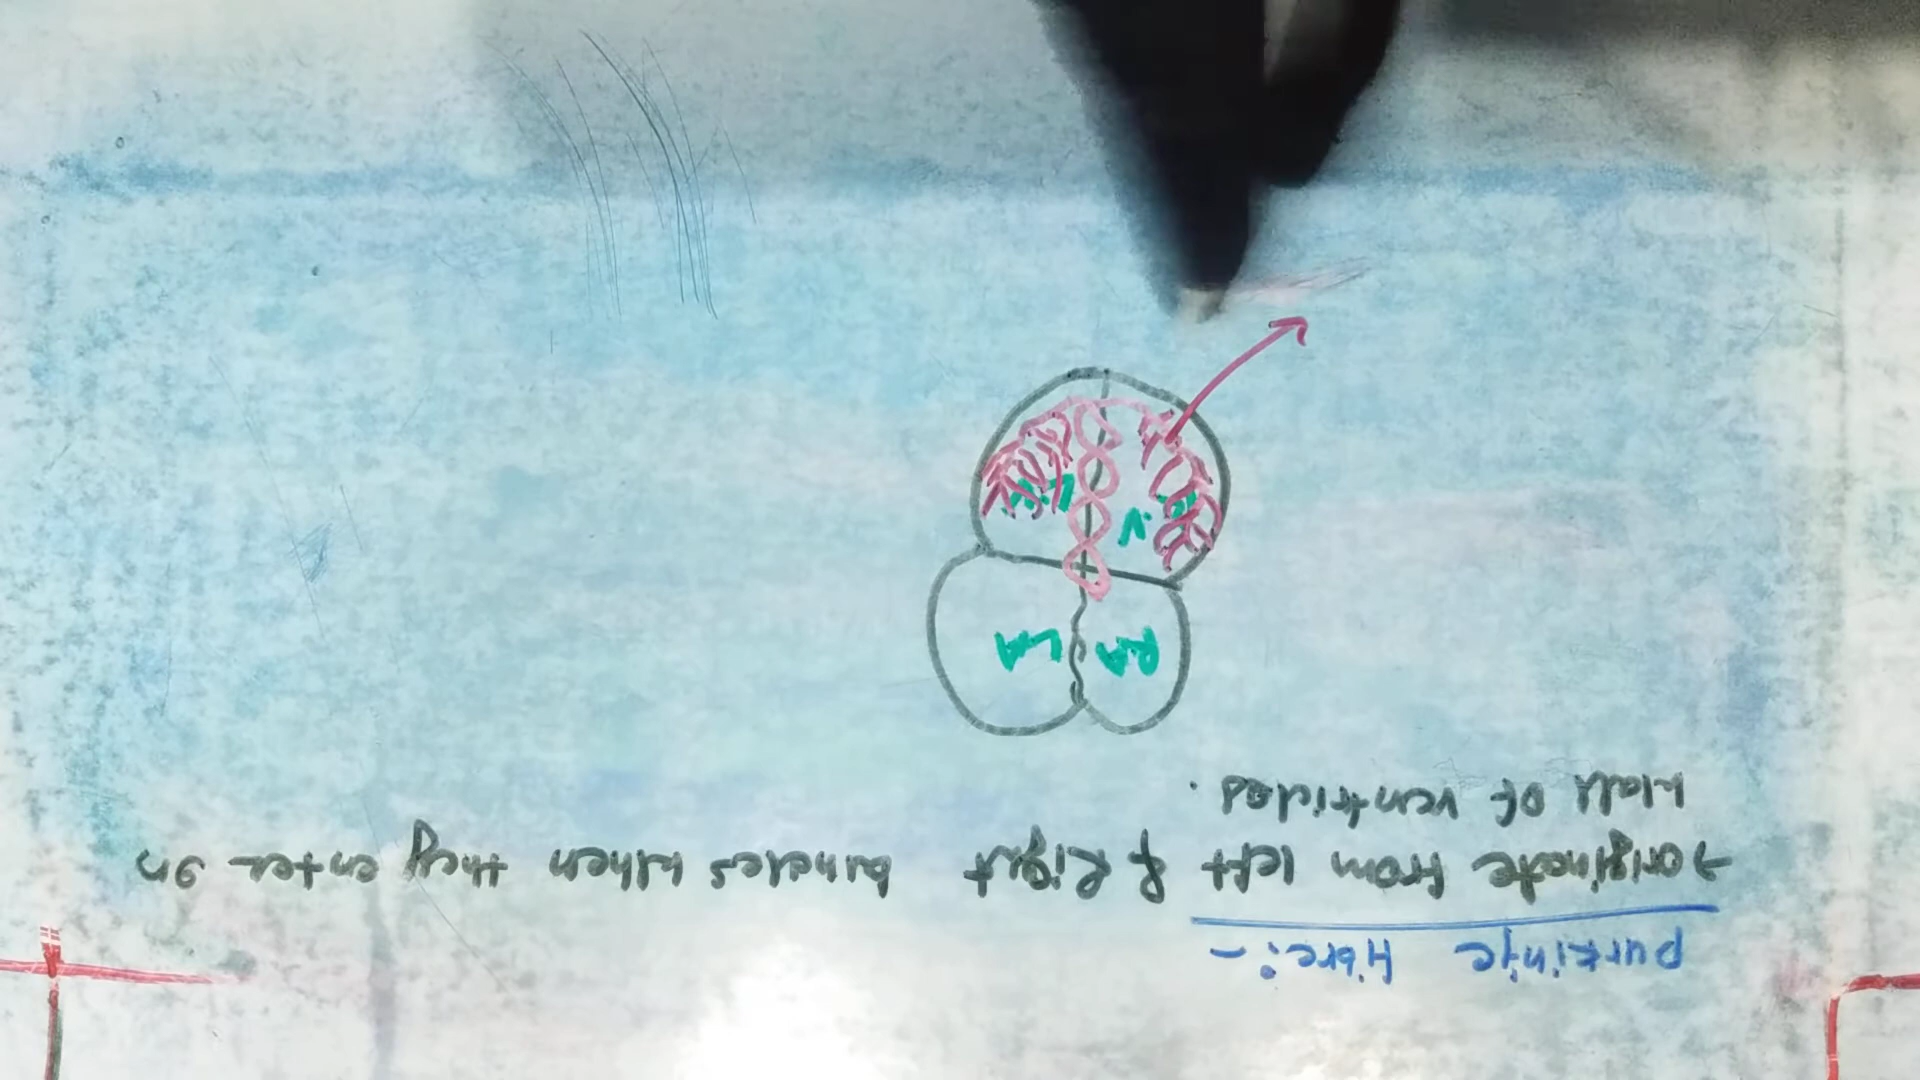 purkinje Fibre:-
→ originate from left & Right bundles when they enter in
wall of ventricles.
RA LA